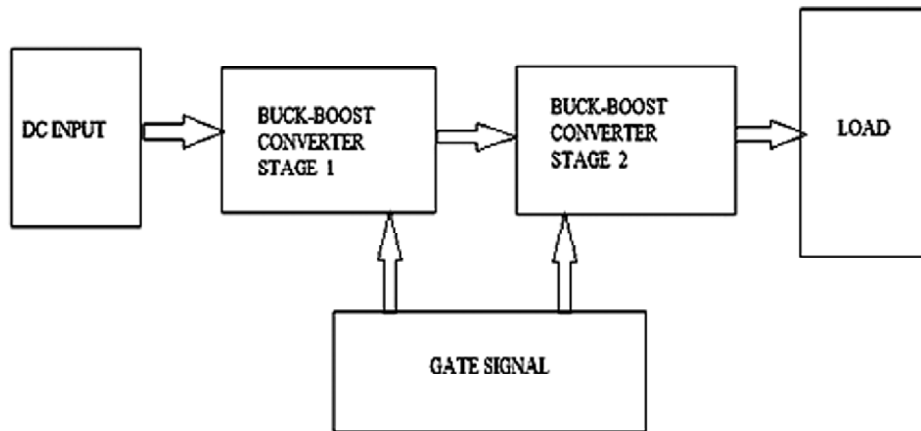 DC INPUT
BUCK-BOOST
CONVERTER
STAGE 1
BUCK-BOOST
CONVERTER
STAGE 2
LOAD
GATE SIGNAL